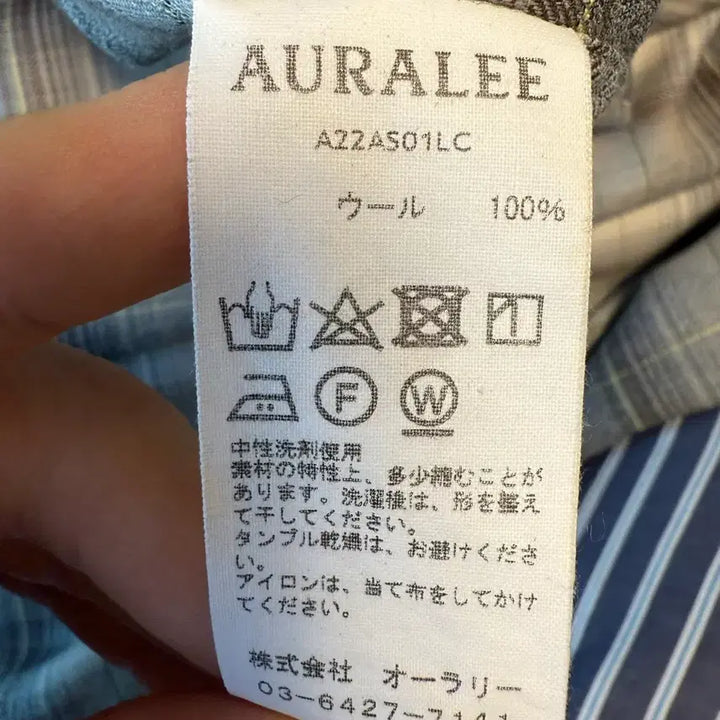 AURALEE
A22AS01LC
ウール 100%
F W
中性洗剤使用
素材の特性上、多少縮むことが
あります。洗濯後は、形を整え
て干してください。
タンブル乾燥は、お避けくださ
い。
アイロンは、当て布をしてかけ
てください。
株式会社 オーラリー
03-6427-7141